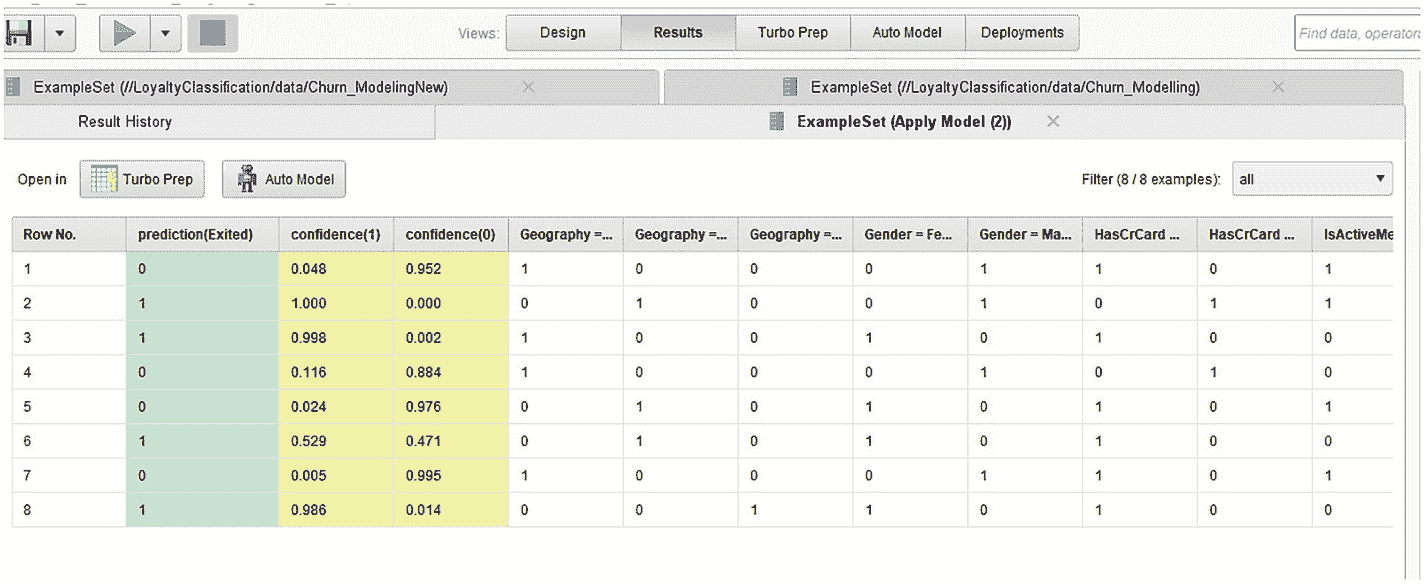 Views: Design Results Turbo Prep Auto Model Deployments Find data, operators
ExampleSet (//LoyaltyClassification/data/Churn_ModelingNew) ExampleSet (//LoyaltyClassification/data/Churn_Modelling)
Result History ExampleSet (Apply Model (2))
Open in Turbo Prep Auto Model Filter (8 / 8 examples): all
Row No. prediction(Exited) confidence(1) confidence(0) Geography =... Geography =... Geography =... Gender = Fe... Gender = Ma... HasCrCard ... HasCrCard ... IsActiveMe
1 0 0.048 0.952 1 0 0 0 1 1 0 1
2 1 1.000 0.000 0 1 0 0 1 0 1 1
3 1 0.998 0.002 1 0 0 1 0 1 0 0
4 0 0.116 0.884 1 0 0 0 1 0 1 0
5 0 0.024 0.976 0 1 0 1 0 1 0 1
6 1 0.529 0.471 0 1 0 1 0 1 0 0
7 0 0.005 0.995 1 0 0 0 1 1 0 1
8 1 0.986 0.014 0 0 1 1 0 1 0 0